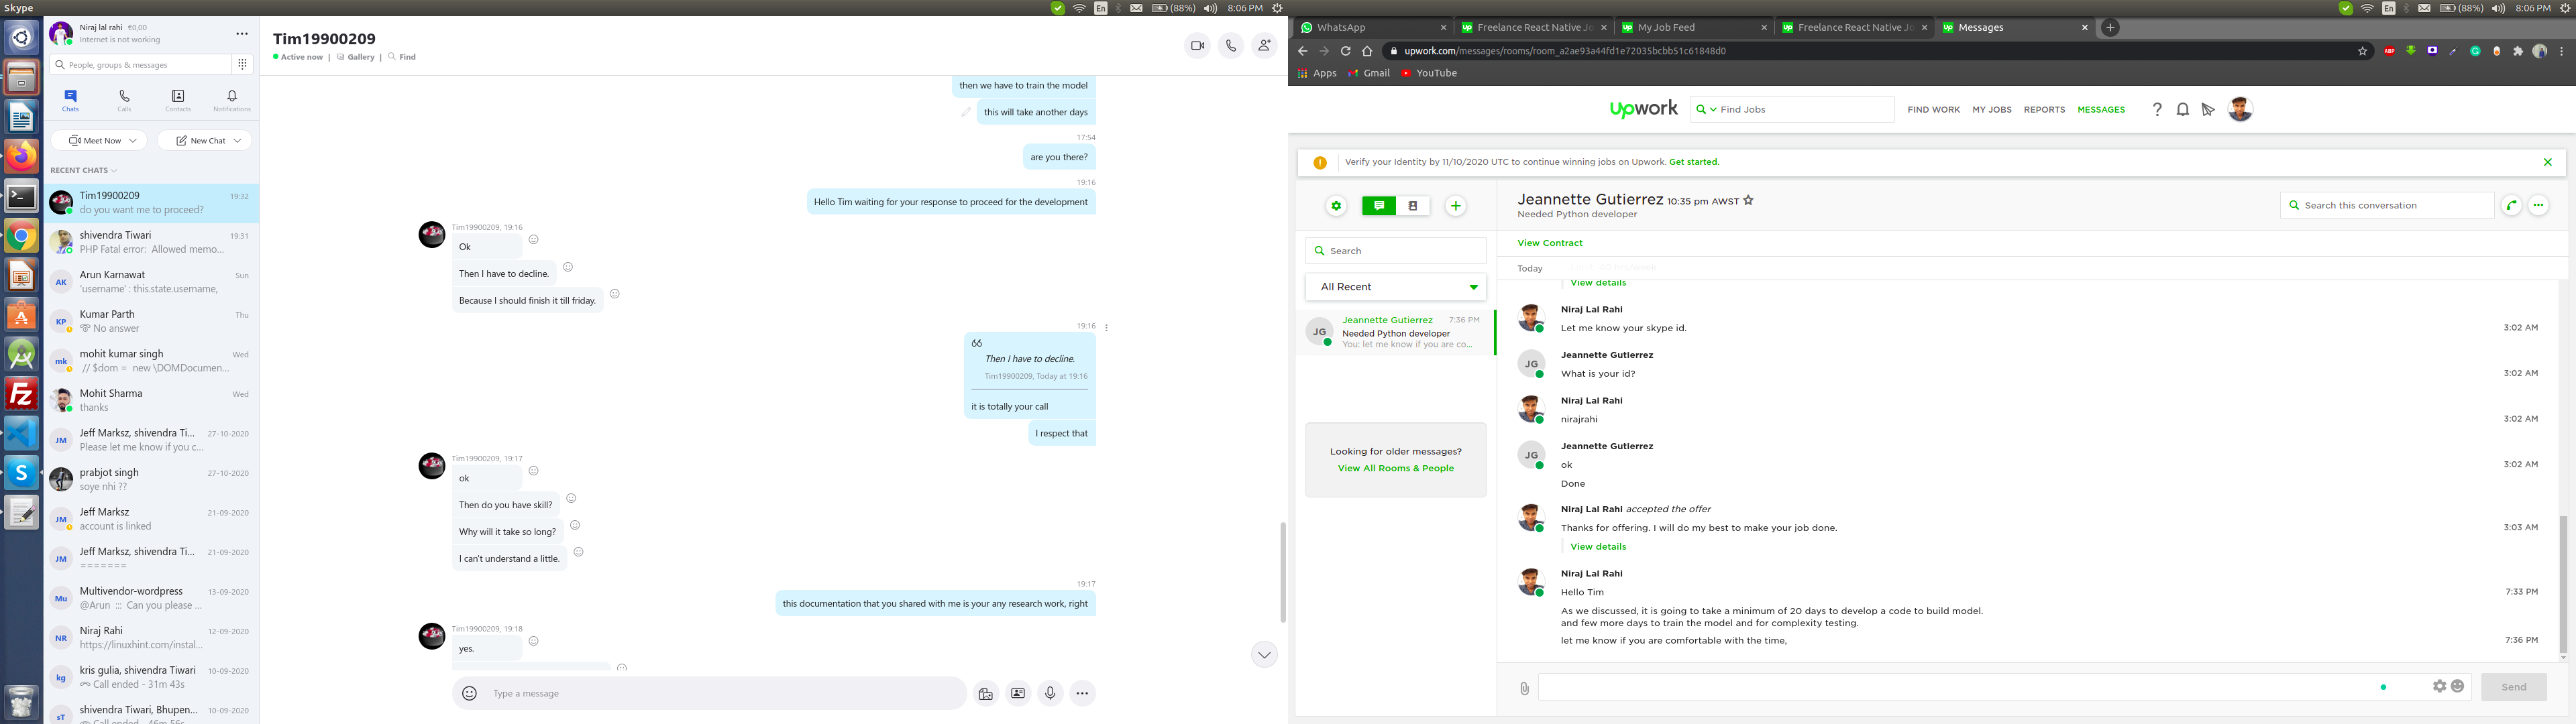 Skype
En
(88%)
8:06 PM
Niraj lal rahi €0,00
Internet is not working
People, groups & messages
Chats
Calls
Contacts
Notifications
Meet Now
New Chat
RECENT CHATS
Tim19900209 19:32
do you want me to proceed?
shivendra Tiwari 19:31
PHP Fatal error: Allowed memo...
AK
Arun Karnawat Sun
'username' : this.state.username,
KP
Kumar Parth Thu
No answer
mk
mohit kumar singh Wed
// $dom = new \DOMDocumen...
Mohit Sharma Wed
thanks
JM
Jeff Marksz, shivendra Ti... 27-10-2020
Please let me know if you c...
prabjot singh 27-10-2020
soye nhi ??
JM
Jeff Marksz 21-09-2020
account is linked
JM
Jeff Marksz, shivendra Ti... 21-09-2020
=======
Mu
Multivendor-wordpress 13-09-2020
@Arun ::: Can you please ...
NR
Niraj Rahi 12-09-2020
https://linuxhint.com/instal...
kg
kris gulia, shivendra Tiwari 10-09-2020
Call ended - 31m 43s
sT
shivendra Tiwari, Bhupen... 10-09-2020
Call ended - 46m 56s
Tim19900209
Active now | Gallery | Find
then we have to train the model
this will take another days
17:54
are you there?
19:16
Hello Tim waiting for your response to proceed for the development
Tim19900209, 19:16
Ok
Then I have to decline.
Because I should finish it till friday.
19:16
Then I have to decline.
Tim19900209, Today at 19:16
it is totally your call
I respect that
Tim19900209, 19:17
ok
Then do you have skill?
Why will it take so long?
I can't understand a little.
19:17
this documentation that you shared with me is your any research work, right
Tim19900209, 19:18
yes.
Type a message
En
(88%)
8:06 PM
WhatsApp
Freelance React Native Jo
My Job Feed
Freelance React Native Jo
Messages
upwork.com/messages/rooms/room_a2ae93a44fd1e72035bcbb51c61848d0
ABP
Apps
Gmail
YouTube
upwork
Find Jobs
FIND WORK
MY JOBS
REPORTS
MESSAGES
Verify your Identity by 11/10/2020 UTC to continue winning jobs on Upwork. Get started.
Search
All Recent
JG
Jeannette Gutierrez 7:36 PM
Needed Python developer
You: let me know if you are co...
Looking for older messages?
View All Rooms & People
Jeannette Gutierrez 10:35 pm AWST
Needed Python developer
Search this conversation
View Contract
Today
View details
Niraj Lal Rahi
Let me know your skype id. 3:02 AM
JG
Jeannette Gutierrez
What is your id? 3:02 AM
Niraj Lal Rahi
nirajrahi 3:02 AM
JG
Jeannette Gutierrez
ok 3:02 AM
Done
Niraj Lal Rahi accepted the offer
Thanks for offering. I will do my best to make your job done. 3:03 AM
View details
Niraj Lal Rahi
Hello Tim 7:33 PM
As we discussed, it is going to take a minimum of 20 days to develop a code to build model.
and few more days to train the model and for complexity testing.
let me know if you are comfortable with the time, 7:36 PM
Send